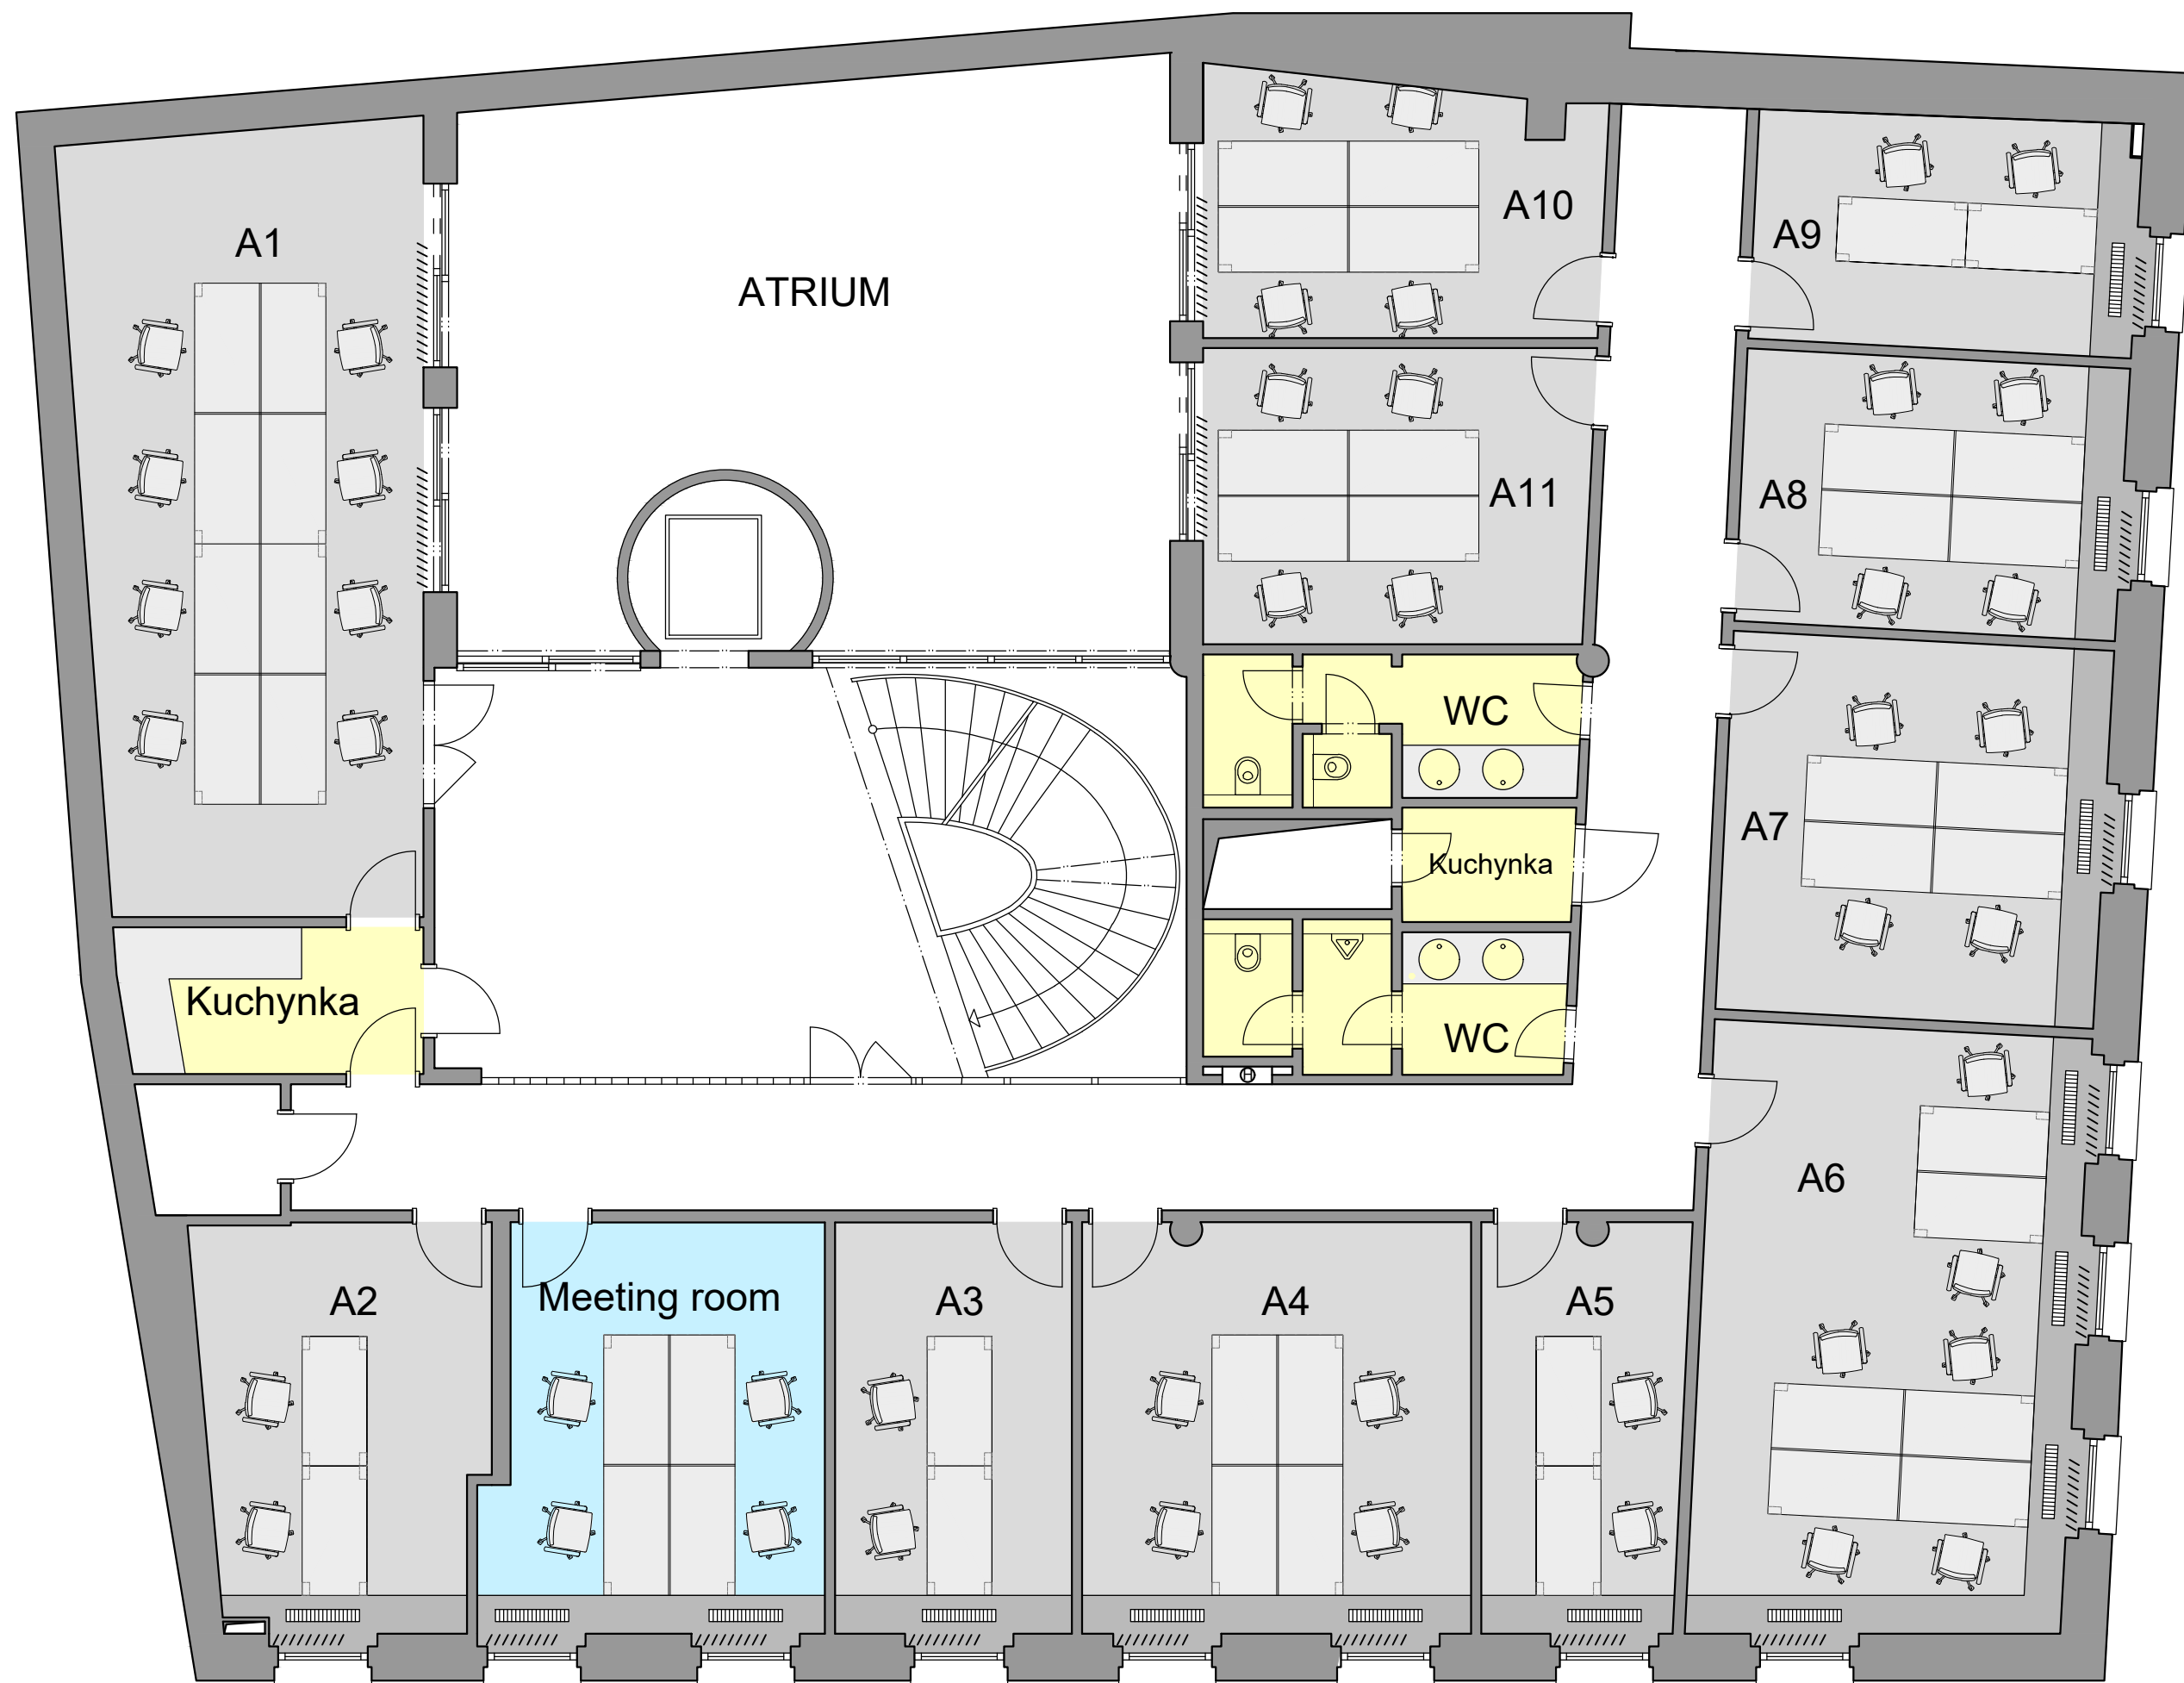 A10
A9
A1
ATRIUM
A11
A8
WC
A7
Kuchynka
Kuchynka
WC
A6
A2
Meeting room
A3
A4
A5